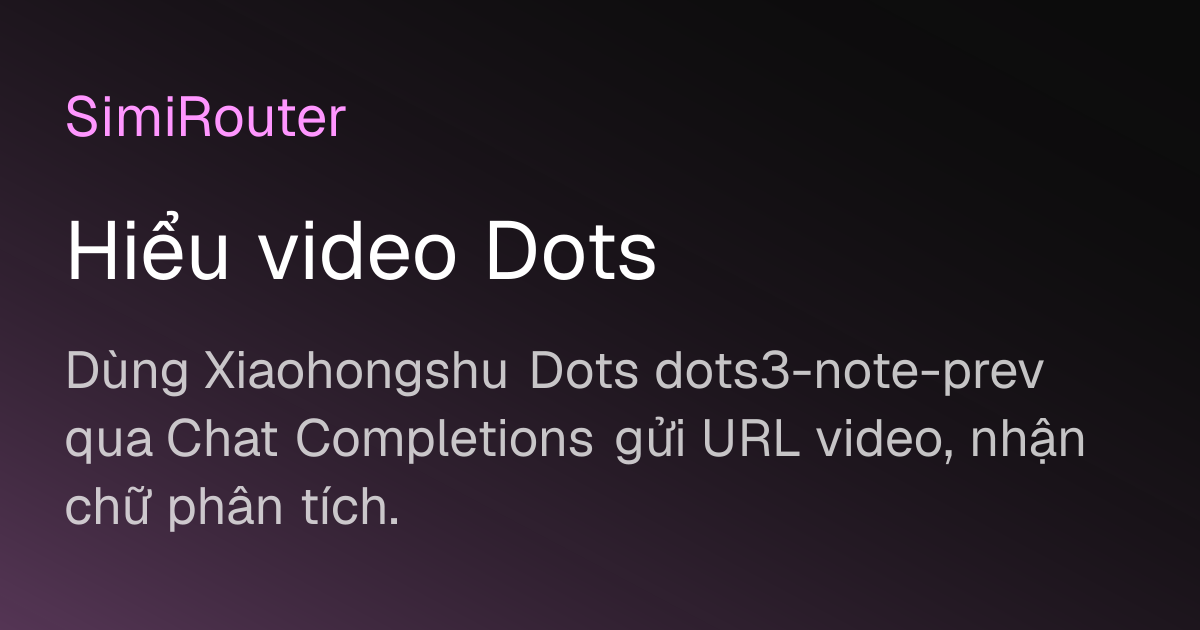 SimiRouter
Hiểu video Dots
Dùng Xiaohongshu Dots dots3-note-prev
qua Chat Completions gửi URL video, nhận
chữ phân tích.